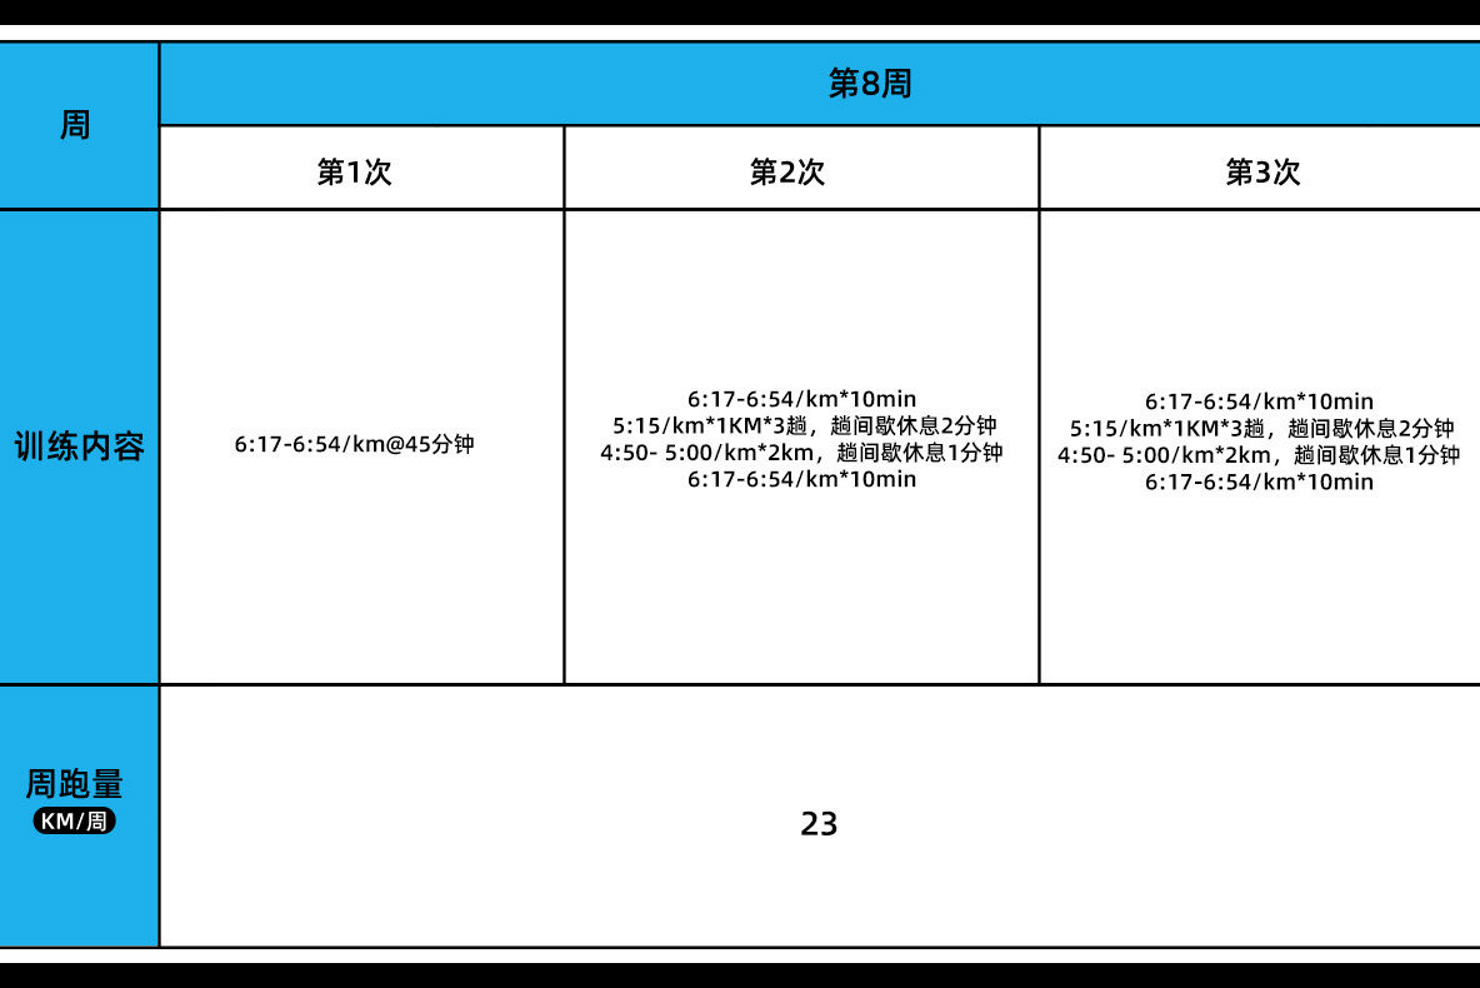 周
第8周
第1次
第2次
第3次
训练内容
6:17-6:54/km@45分钟
6:17-6:54/km*10min
5:15/km*1KM*3趟，趟间歇休息2分钟
4:50- 5:00/km*2km，趟间歇休息1分钟
6:17-6:54/km*10min
6:17-6:54/km*10min
5:15/km*1KM*3趟，趟间歇休息2分钟
4:50- 5:00/km*2km，趟间歇休息1分钟
6:17-6:54/km*10min
周跑量
KM/周
23